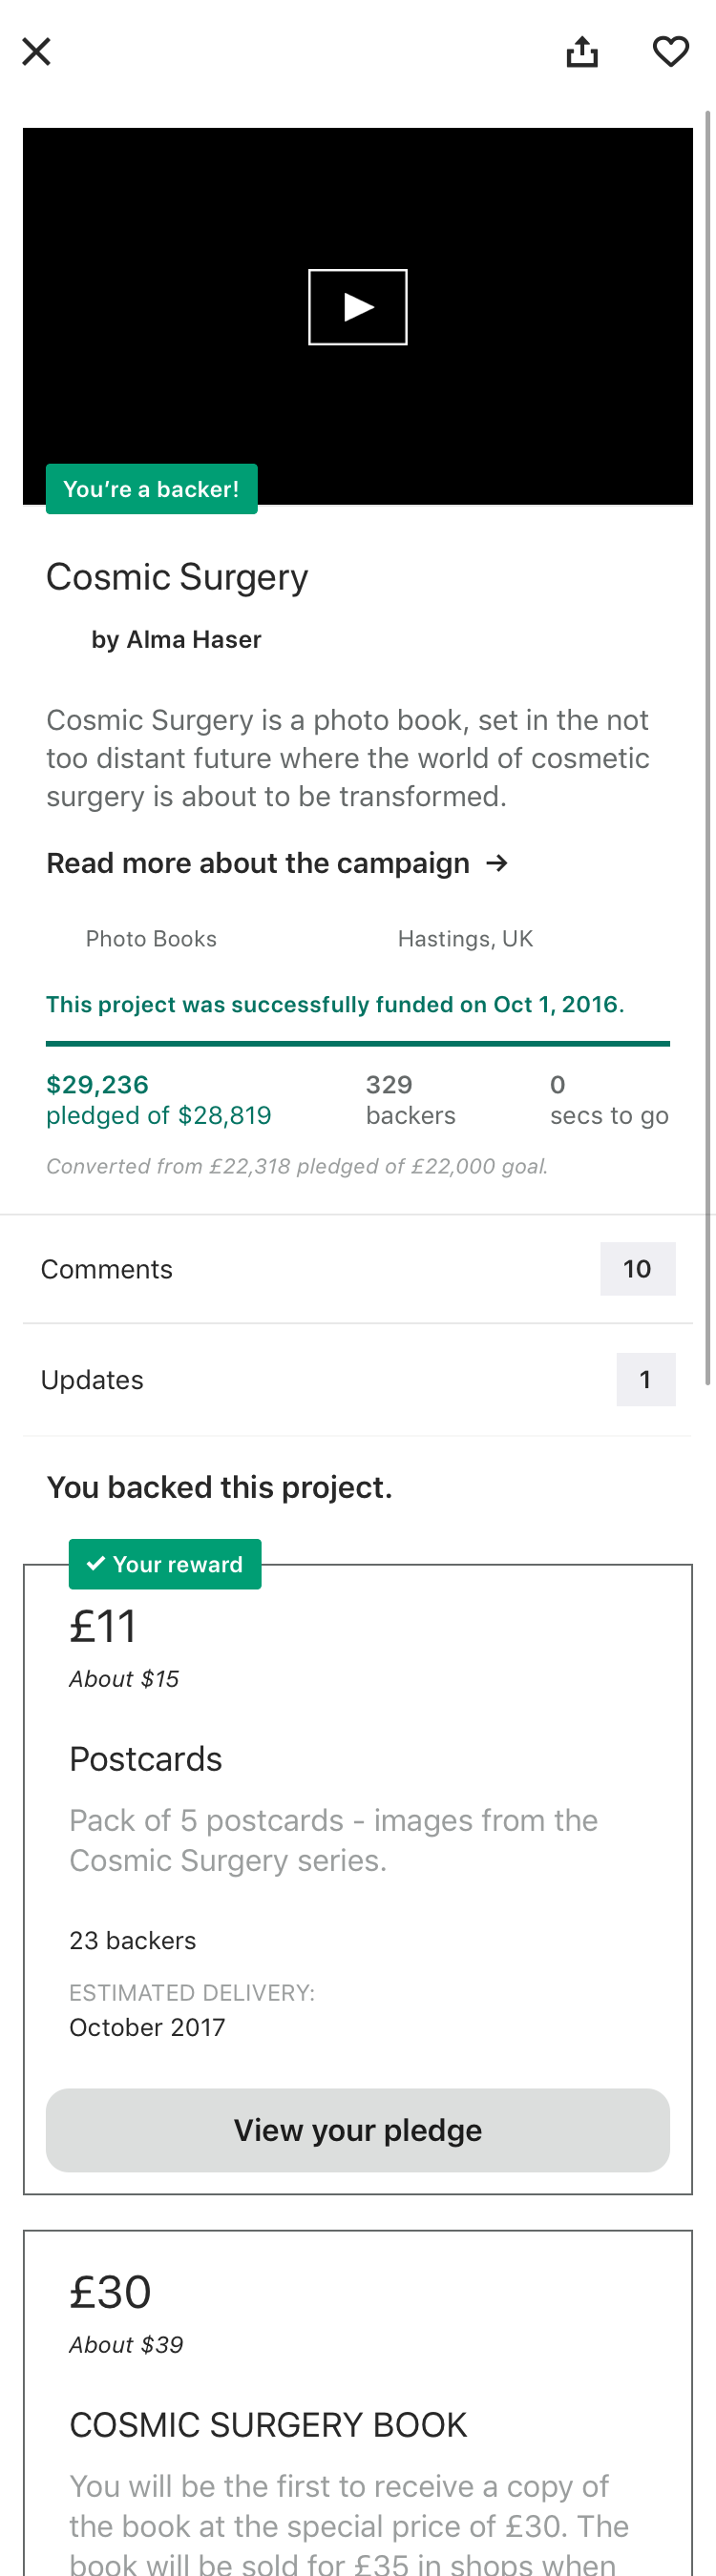 You're a backer!
Cosmic Surgery
by Alma Haser
Cosmic Surgery is a photo book, set in the not
too distant future where the world of cosmetic
surgery is about to be transformed.
Read more about the campaign →
Photo Books
Hastings, UK
This project was successfully funded on Oct 1, 2016.
$29,236
pledged of $28,819
329
backers
0
secs to go
Converted from £22,318 pledged of £22,000 goal.
Comments
10
Updates
1
You backed this project.
✓ Your reward
£11
About $15
Postcards
Pack of 5 postcards - images from the
Cosmic Surgery series.
23 backers
ESTIMATED DELIVERY:
October 2017
View your pledge
£30
About $39
COSMIC SURGERY BOOK
You will be the first to receive a copy of
the book at the special price of £30. The
book will be sold for £35 in shops when